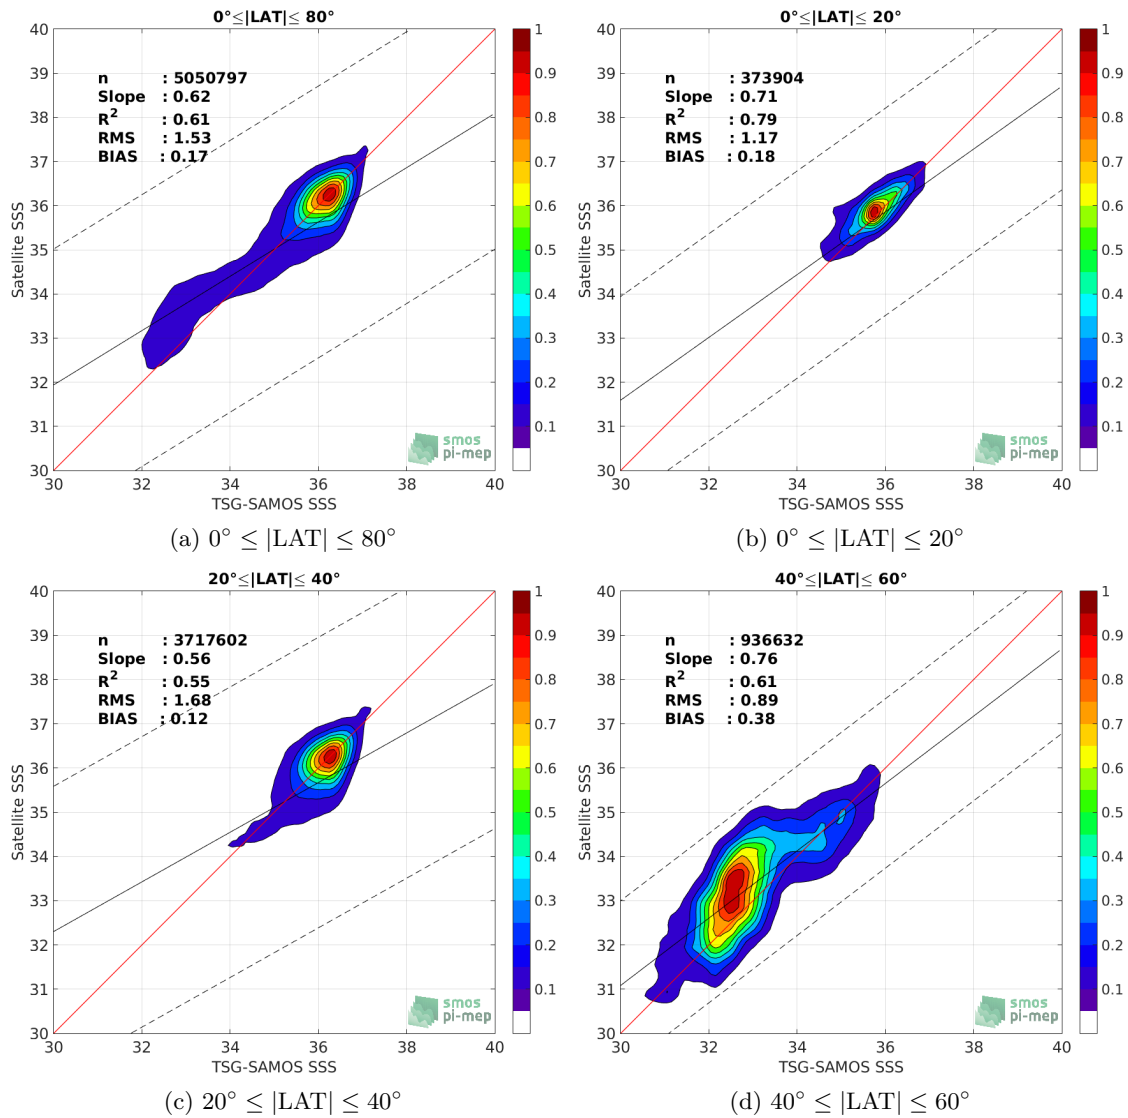 0°≤|LAT|≤ 80°
n : 5050797
Slope : 0.62
R2 : 0.61
RMS : 1.53
BIAS : 0.17
Satellite SSS
40
39
38
37
36
35
34
33
32
31
30
30 32 34 36 38 40
TSG-SAMOS SSS
1
0.9
0.8
0.7
0.6
0.5
0.4
0.3
0.2
0.1
smos
pi-mep
(a) 0° ≤ |LAT| ≤ 80°
0°≤|LAT|≤ 20°
n : 373904
Slope : 0.71
R2 : 0.79
RMS : 1.17
BIAS : 0.18
Satellite SSS
40
39
38
37
36
35
34
33
32
31
30
30 32 34 36 38 40
TSG-SAMOS SSS
1
0.9
0.8
0.7
0.6
0.5
0.4
0.3
0.2
0.1
smos
pi-mep
(b) 0° ≤ |LAT| ≤ 20°
20°≤|LAT|≤ 40°
n : 3717602
Slope : 0.56
R2 : 0.55
RMS : 1.68
BIAS : 0.12
Satellite SSS
40
39
38
37
36
35
34
33
32
31
30
30 32 34 36 38 40
TSG-SAMOS SSS
1
0.9
0.8
0.7
0.6
0.5
0.4
0.3
0.2
0.1
smos
pi-mep
(c) 20° ≤ |LAT| ≤ 40°
40°≤|LAT|≤ 60°
n : 936632
Slope : 0.76
R2 : 0.61
RMS : 0.89
BIAS : 0.38
Satellite SSS
40
39
38
37
36
35
34
33
32
31
30
30 32 34 36 38 40
TSG-SAMOS SSS
1
0.9
0.8
0.7
0.6
0.5
0.4
0.3
0.2
0.1
smos
pi-mep
(d) 40° ≤ |LAT| ≤ 60°